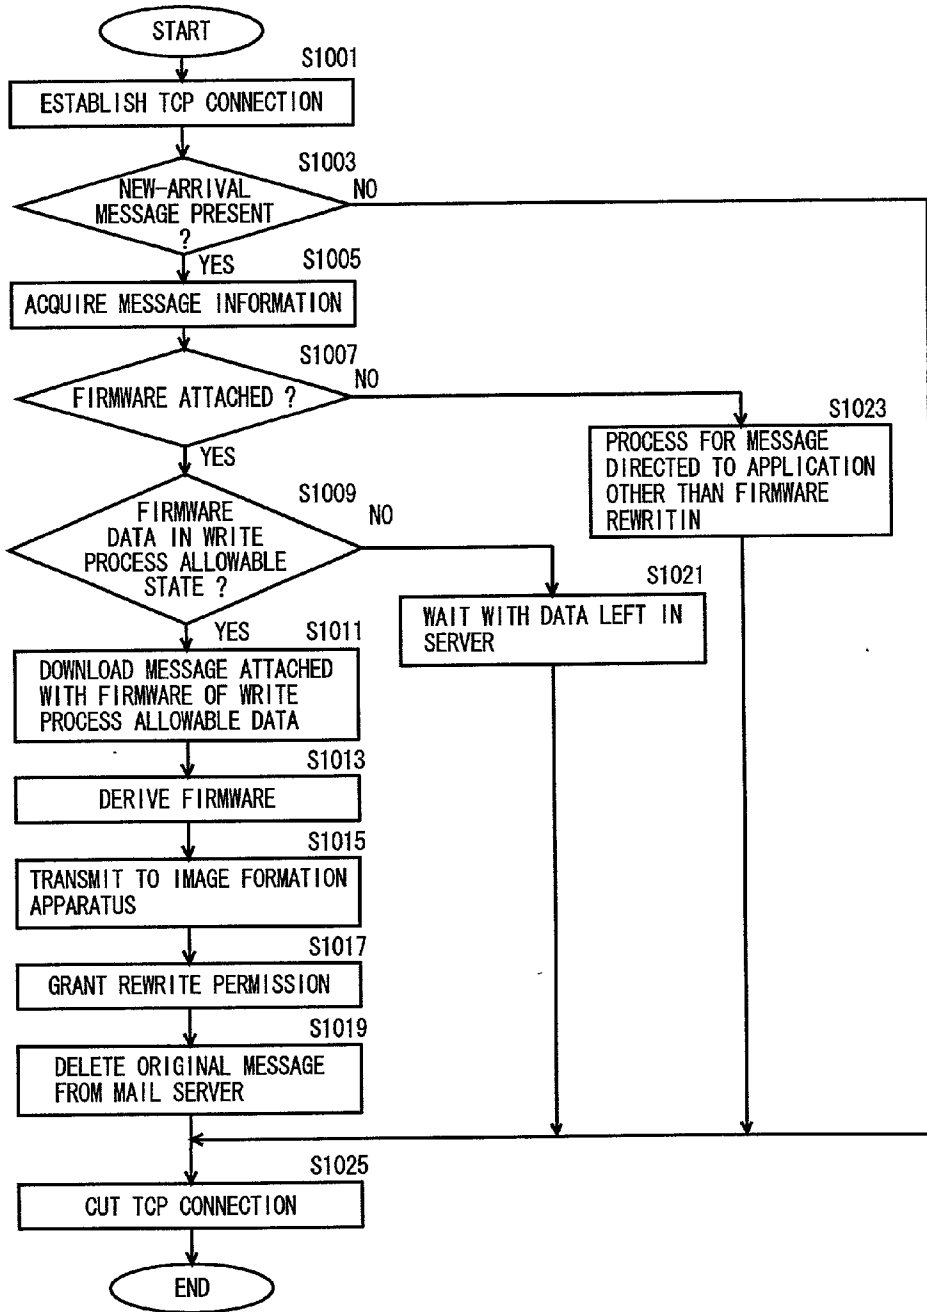 START
S1001
ESTABLISH TCP CONNECTION
S1003
NEW-ARRIVAL
MESSAGE PRESENT
?
NO
YES
S1005
ACQUIRE MESSAGE INFORMATION
S1007
FIRMWARE ATTACHED ?
NO
YES
S1023
PROCESS FOR MESSAGE
DIRECTED TO APPLICATION
OTHER THAN FIRMWARE
REWRITIN
S1009
FIRMWARE
DATA IN WRITE
PROCESS ALLOWABLE
STATE ?
NO
YES
S1021
WAIT WITH DATA LEFT IN
SERVER
S1011
DOWNLOAD MESSAGE ATTACHED
WITH FIRMWARE OF WRITE
PROCESS ALLOWABLE DATA
S1013
DERIVE FIRMWARE
S1015
TRANSMIT TO IMAGE FORMATION
APPARATUS
S1017
GRANT REWRITE PERMISSION
S1019
DELETE ORIGINAL MESSAGE
FROM MAIL SERVER
S1025
CUT TCP CONNECTION
END